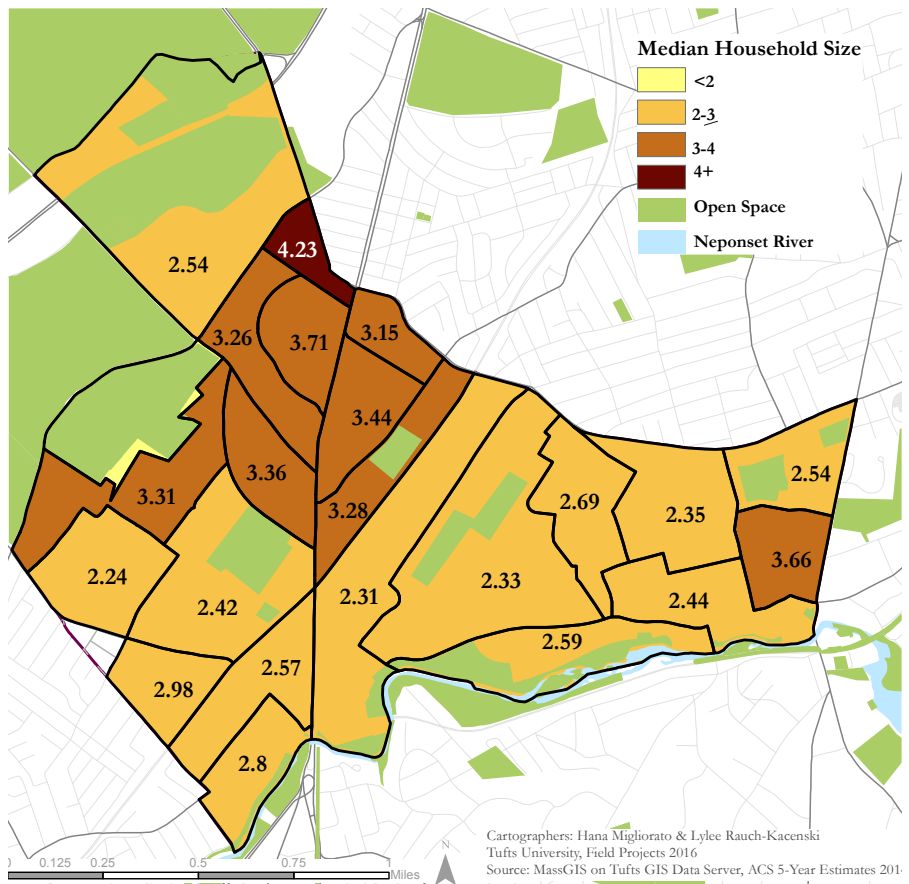 Median Household Size
<2
2-3
3-4
4+
Open Space
Neponset River
4.23
2.54
3.26
3.71
3.15
3.44
3.36
3.31
3.28
2.54
2.69
2.35
3.66
2.24
2.42
2.31
2.33
2.44
2.59
2.57
2.98
2.8
Cartographers: Hana Migliorato & Lylee Rauch-Kacenski
Tufts University, Field Projects 2016
N
Source: MassGIS on Tufts GIS Data Server, ACS 5-Year Estimates 201
0 0.125 0.25 0.5 0.75 1
Miles